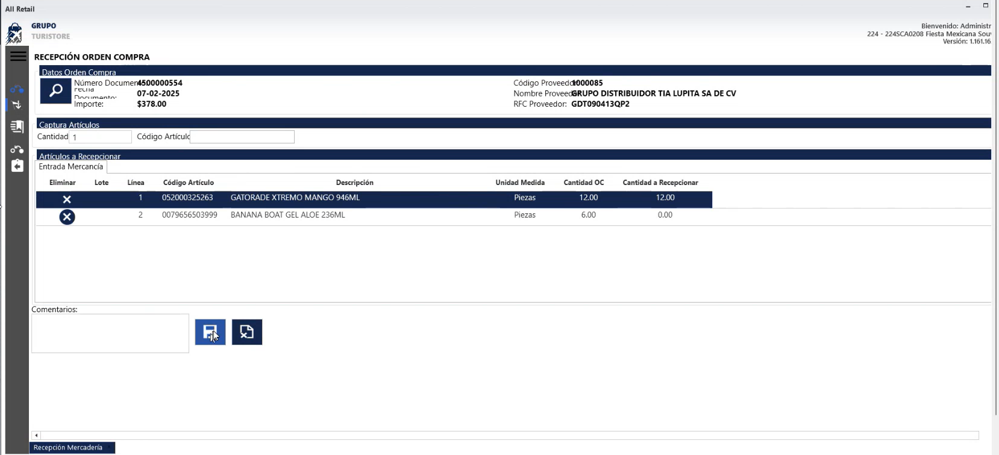 All Retail
GRUPO
TURISTORE
Bienvenido: Administr
224 - 224SCA0208 Fiesta Mexicana Sou
Versión: 1.161.16
RECEPCIÓN ORDEN COMPRA
Datos Orden Compra
Número Documen 4500000554 Código Proveedo 1000085
Fecha Documento: 07-02-2025 Nombre Proveed GRUPO DISTRIBUIDOR TIA LUPITA SA DE CV
Importe: $378.00 RFC Proveedor: GDT090413QP2
Captura Artículos
Cantidad 1 Código Artículo
Artículos a Recepcionar
Entrada Mercancía
Eliminar Lote Línea Código Artículo Descripción Unidad Medida Cantidad OC Cantidad a Recepcionar
1 052000325263 GATORADE XTREMO MANGO 946ML Piezas 12.00 12.00
2 0079656503999 BANANA BOAT GEL ALOE 236ML Piezas 6.00 0.00
Comentarios:
Recepción Mercadería